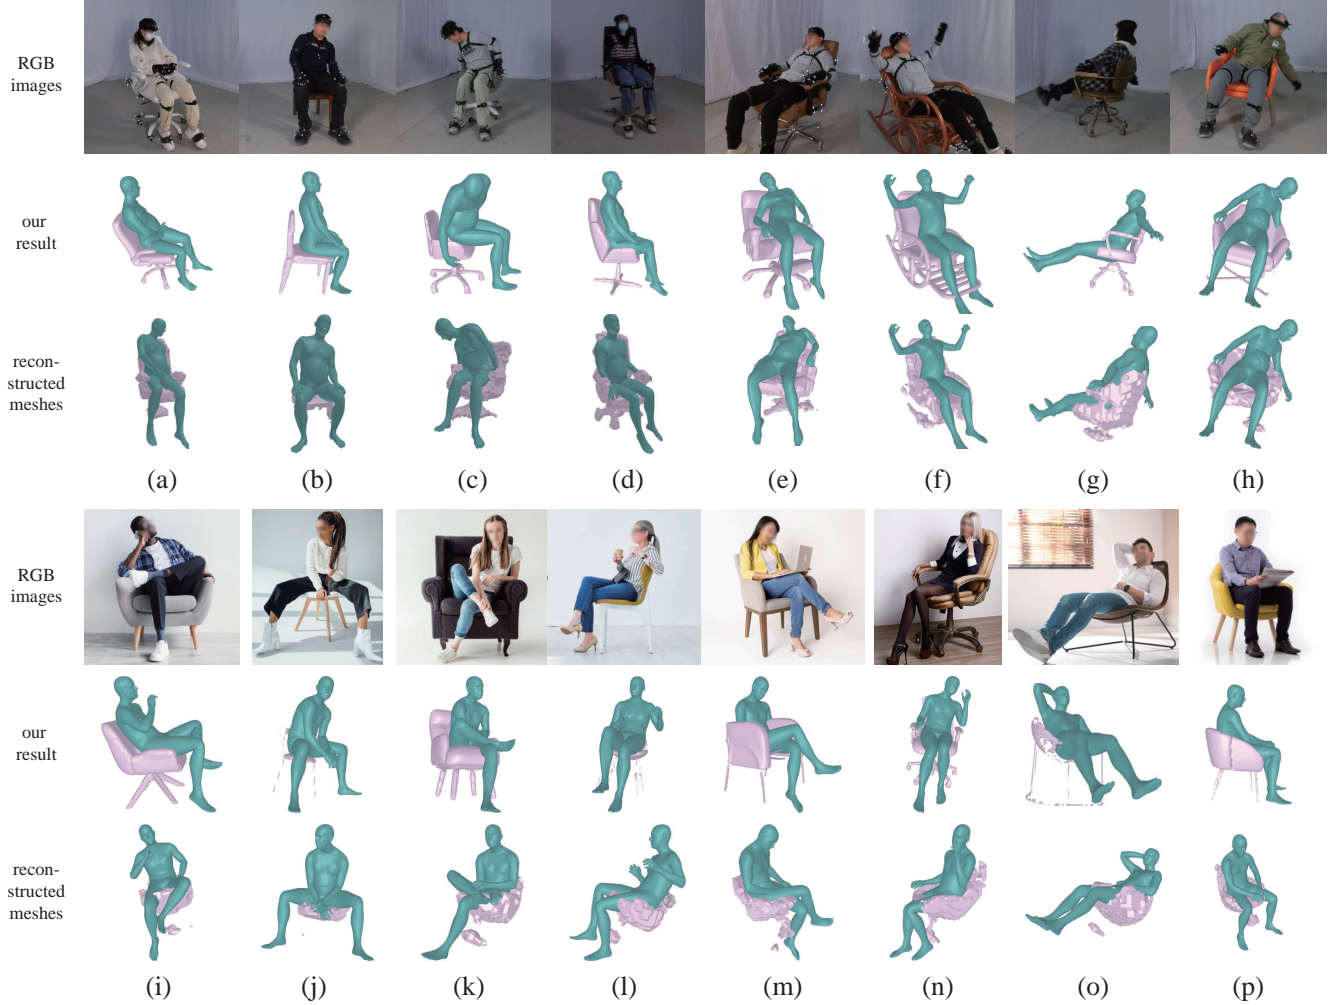 RGB
images
our
result
recon-
structed
meshes
(a) (b) (c) (d) (e) (f) (g) (h)
RGB
images
our
result
recon-
structed
meshes
(i) (j) (k) (l) (m) (n) (o) (p)